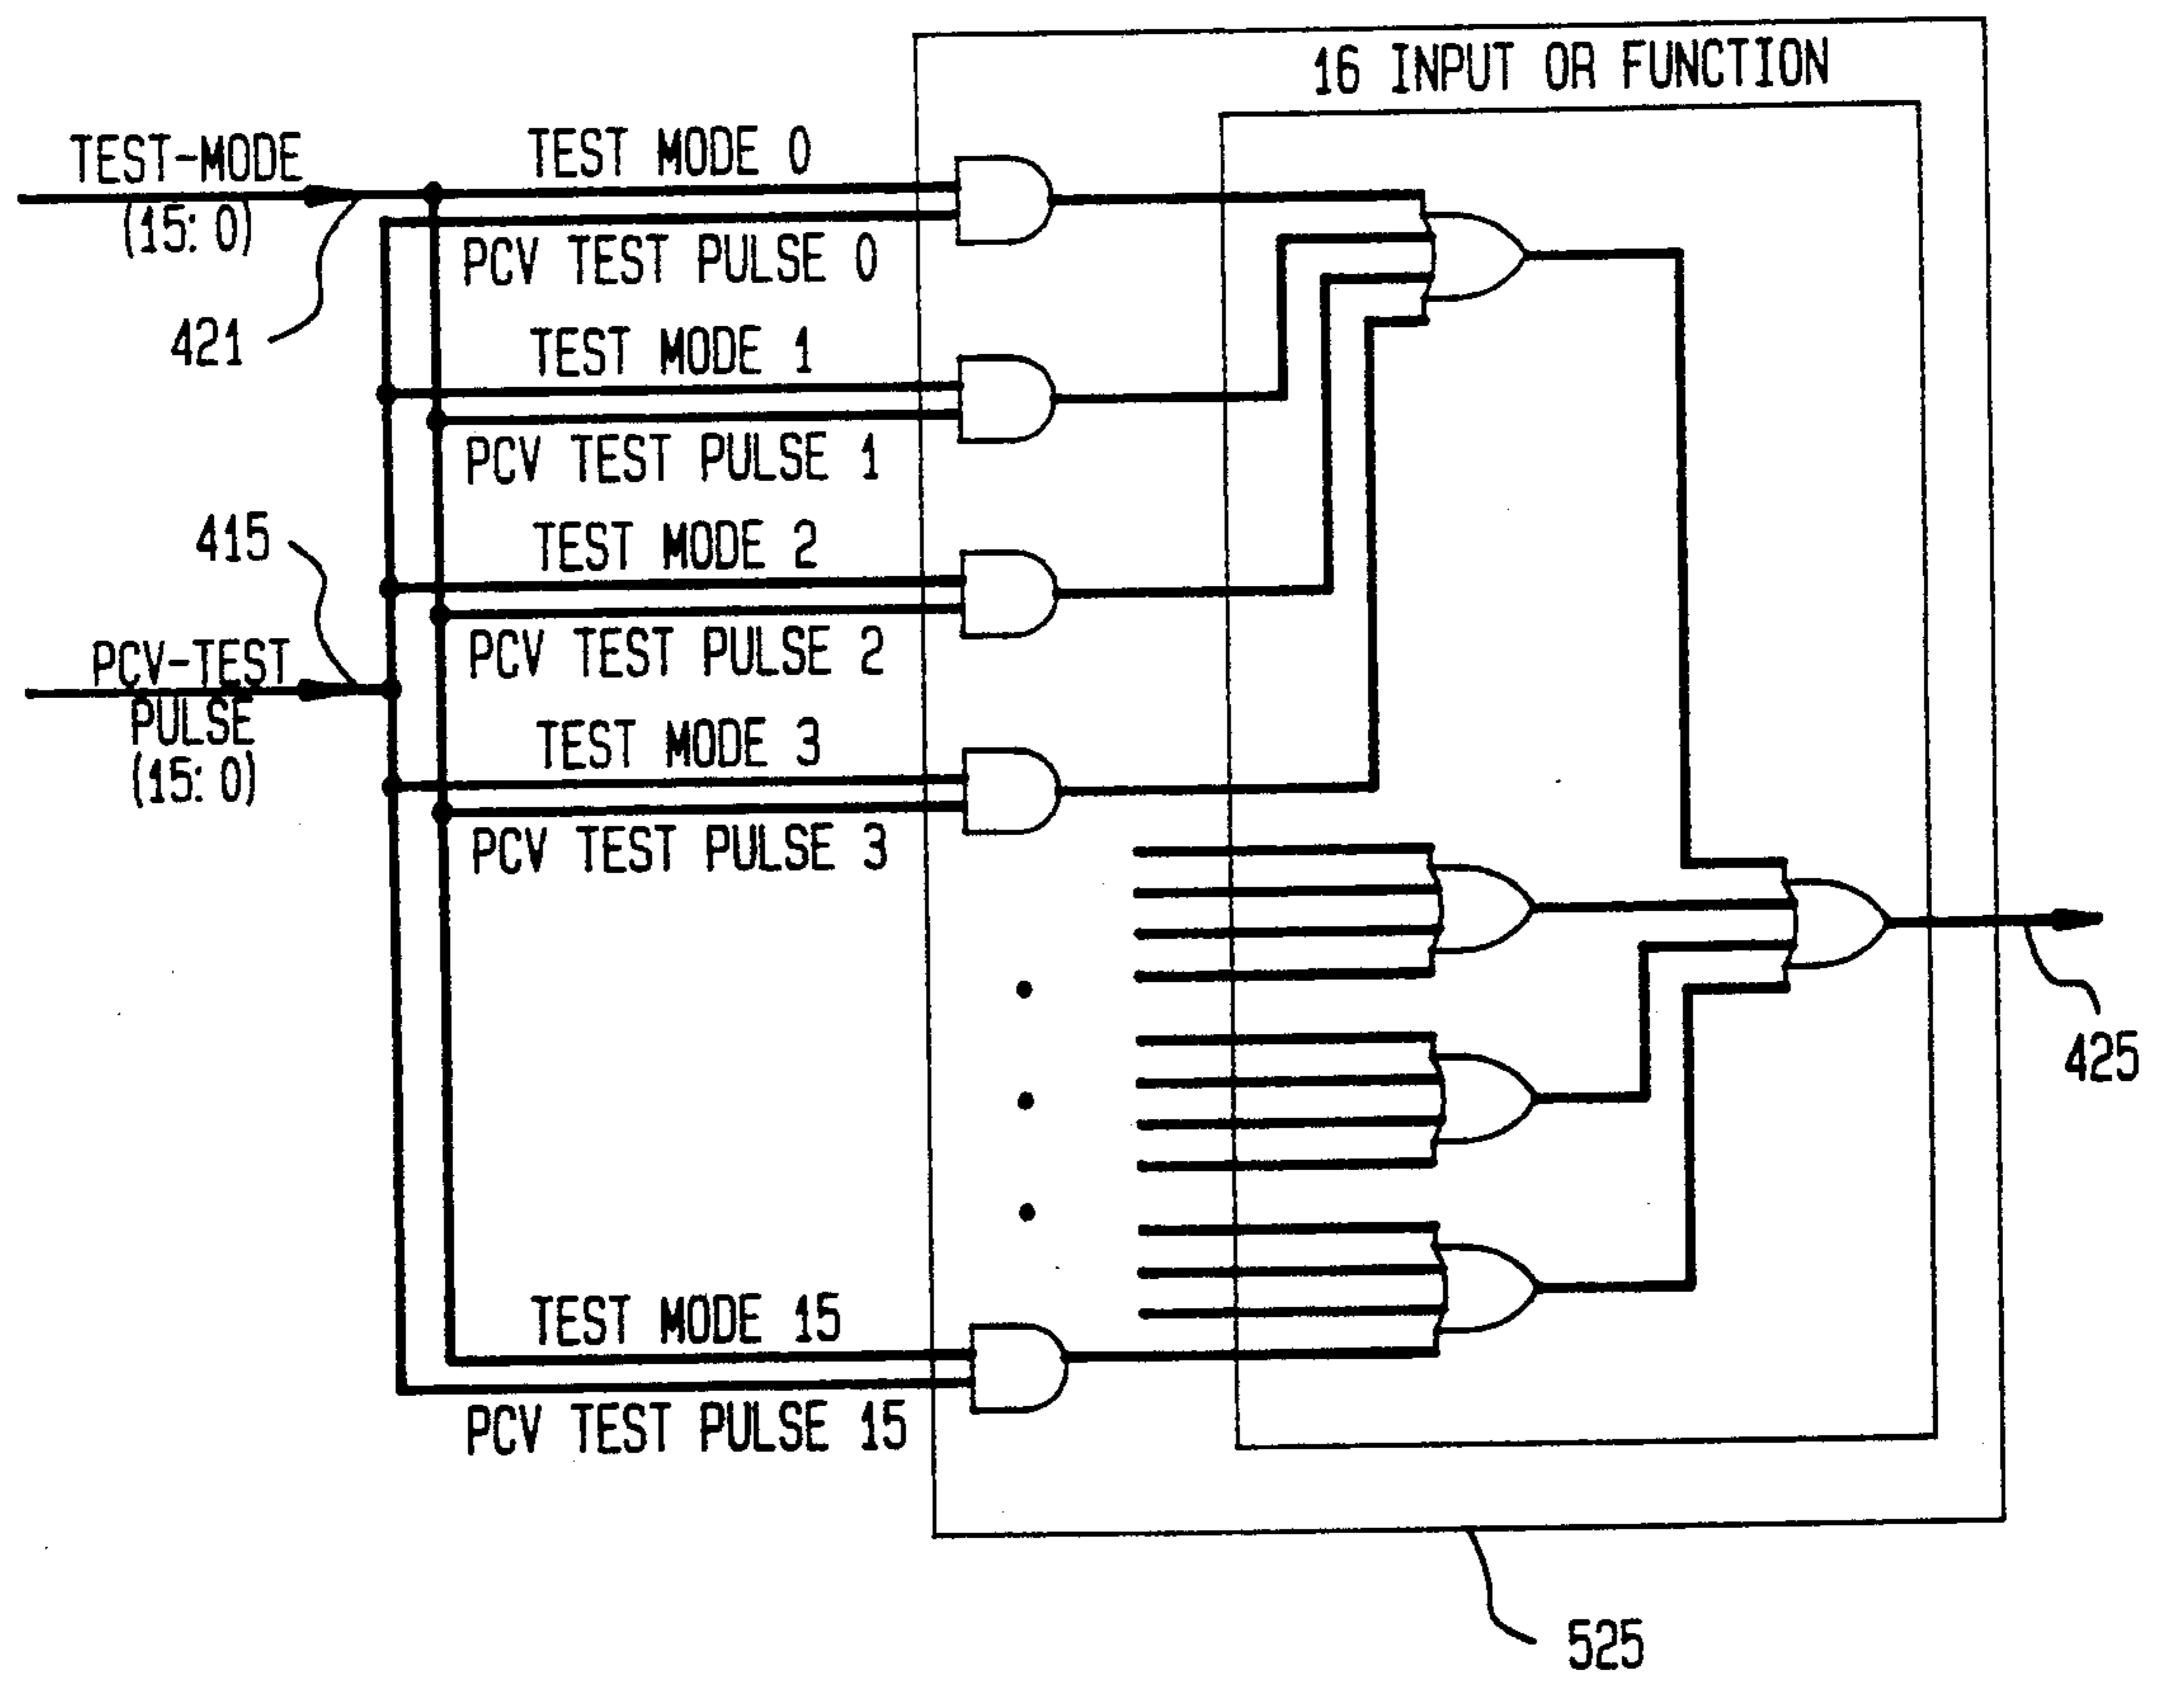 16 INPUT OR FUNCTION
TEST-MODE
(15:0)
TEST MODE 0
PCV TEST PULSE 0
421
TEST MODE 1
PCV TEST PULSE 1
415
TEST MODE 2
PCV TEST PULSE 2
PCV-TEST
PULSE
(15:0)
TEST MODE 3
PCV TEST PULSE 3
425
TEST MODE 15
PCV TEST PULSE 15
525